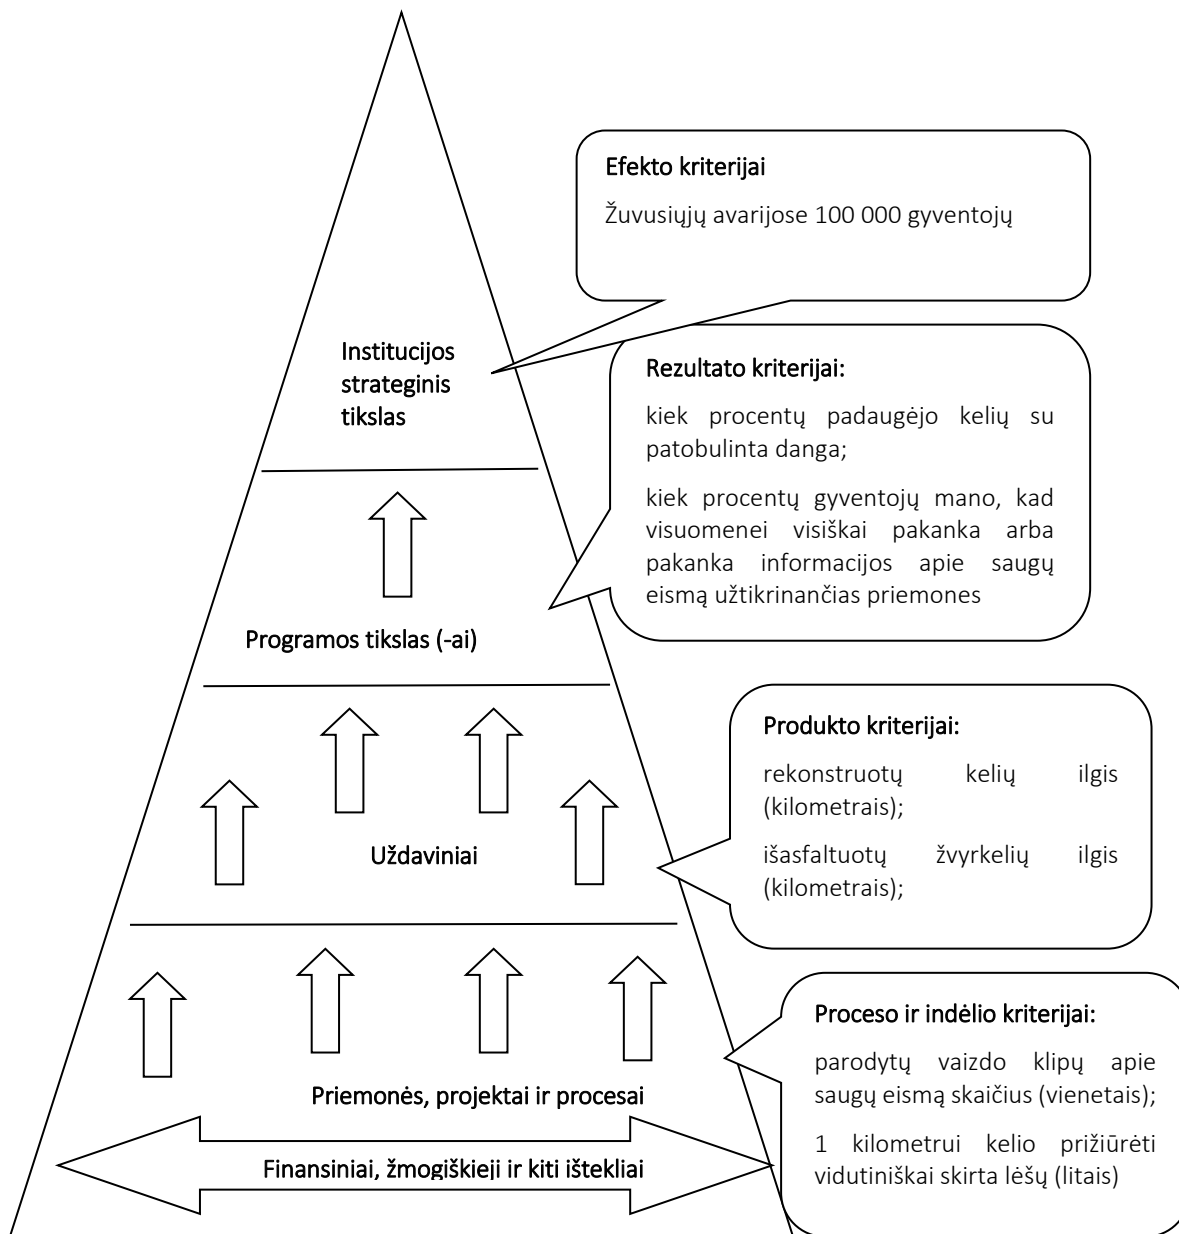 Efekto kriterijai
Žuvusiųjų avarijose 100 000 gyventojų
Institucijos
strateginis
tikslas
Rezultato kriterijai:
kiek procentų padaugėjo kelių su
patobulinta danga;
kiek procentų gyventojų mano, kad
visuomenei visiškai pakanka arba
pakanka informacijos apie saugų
eismą užtikrinančias priemones
Programos tikslas (-ai)
Produkto kriterijai:
rekonstruotų kelių ilgis
(kilometrais);
išasfaltuotų žvyrkelių ilgis
(kilometrais);
Uždaviniai
Proceso ir indėlio kriterijai:
parodytų vaizdo klipų apie
saugų eismą skaičius (vienetais);
1 kilometrui kelio prižiūrėti
vidutiniškai skirta lėšų (litais)
Priemonės, projektai ir procesai
Finansiniai, žmogiškieji ir kiti ištekliai